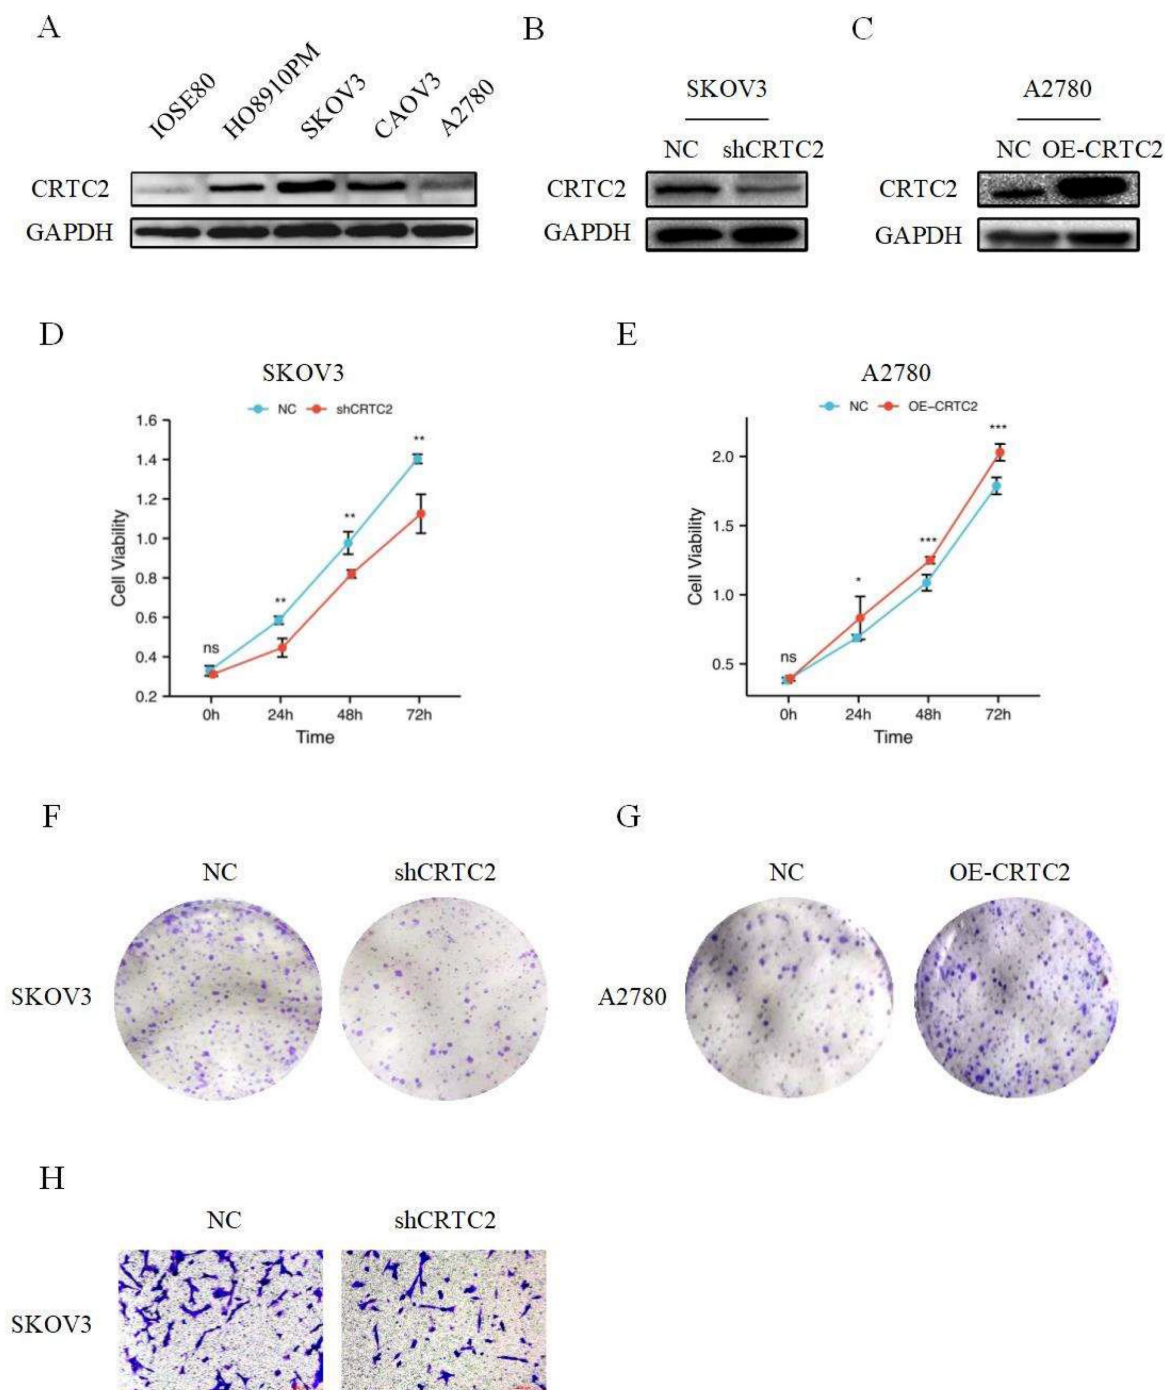 A
B
C
IOSE80 HO8910PM SKOV3 CAOV3 A2780
CRTC2
GAPDH
SKOV3
NC shCRTC2
CRTC2
GAPDH
A2780
NC OE-CRTC2
CRTC2
GAPDH
D
SKOV3
NC shCRTC2
1.6
1.4
1.2
1.0
0.8
0.6
0.4
0.2
Cell Viability
ns ** ** **
0h 24h 48h 72h
Time
E
A2780
NC OE-CRTC2
2.0
1.5
1.0
0.5
Cell Viability
ns * *** ***
0h 24h 48h 72h
Time
F
NC shCRTC2
SKOV3
G
NC OE-CRTC2
A2780
H
NC shCRTC2
SKOV3